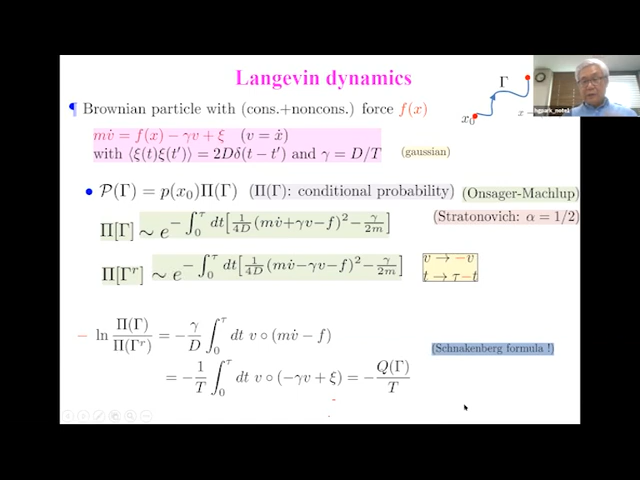 Langevin dynamics
¶ Brownian particle with (cons.+noncons.) force f(x)
Γ
x₀
mv̇ = f(x) − γv + ξ (v = ẋ)
with ⟨ξ(t)ξ(t′)⟩ = 2Dδ(t − t′) and γ = D/T (gaussian)
• P(Γ) = p(x₀)Π(Γ) (Π(Γ): conditional probability) (Onsager-Machlup)
(Stratonovich: α = 1/2)
Π[Γ] ∼ e^{−∫₀^τ dt[1/4D (mv̇+γv−f)² − γ/2m]}
Π[Γʳ] ∼ e^{−∫₀^τ dt[1/4D (mv̇−γv−f)² − γ/2m]}
v → −v
t → τ−t
− ln Π(Γ)/Π(Γʳ) = −γ/D ∫₀^τ dt v ∘ (mv̇ − f)
(Schnakenberg formula !)
= −1/T ∫₀^τ dt v ∘ (−γv + ξ) = −Q(Γ)/T